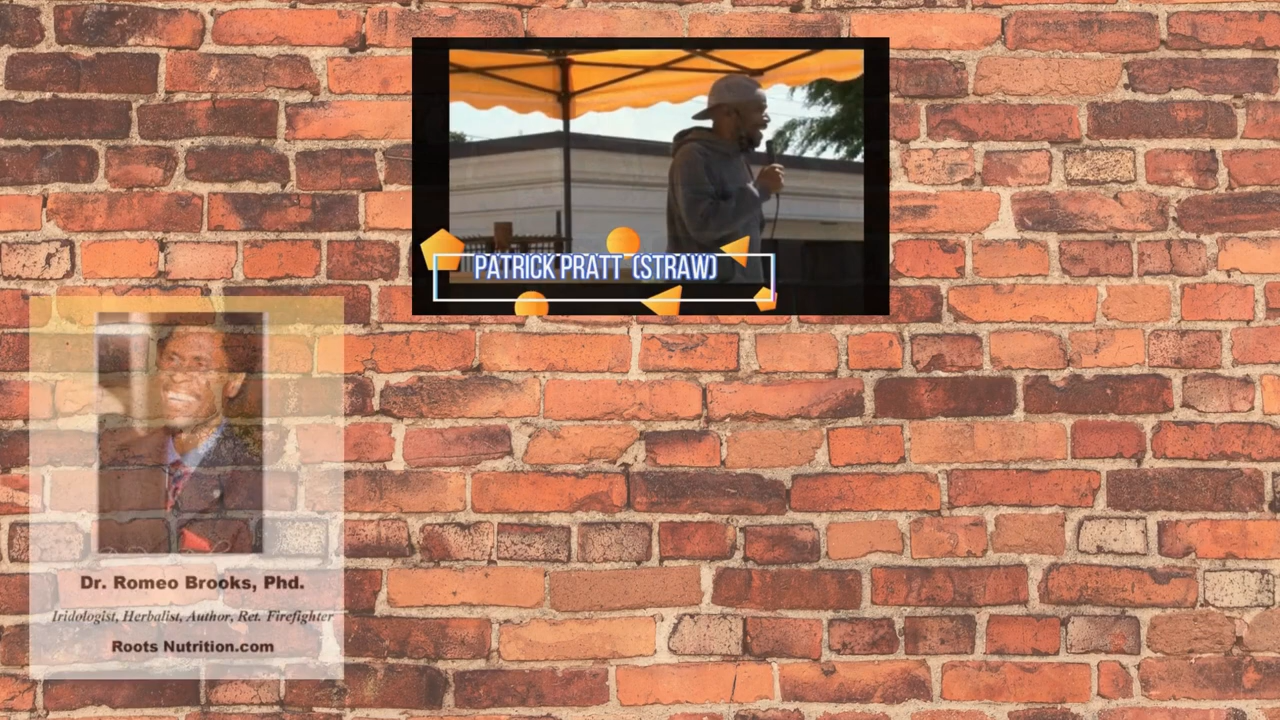 PATRICK PRATT (STRAW)
Dr. Romeo Brooks, Phd.
Iridologist, Herbalist, Author, Ret. Firefighter
Roots Nutrition.com